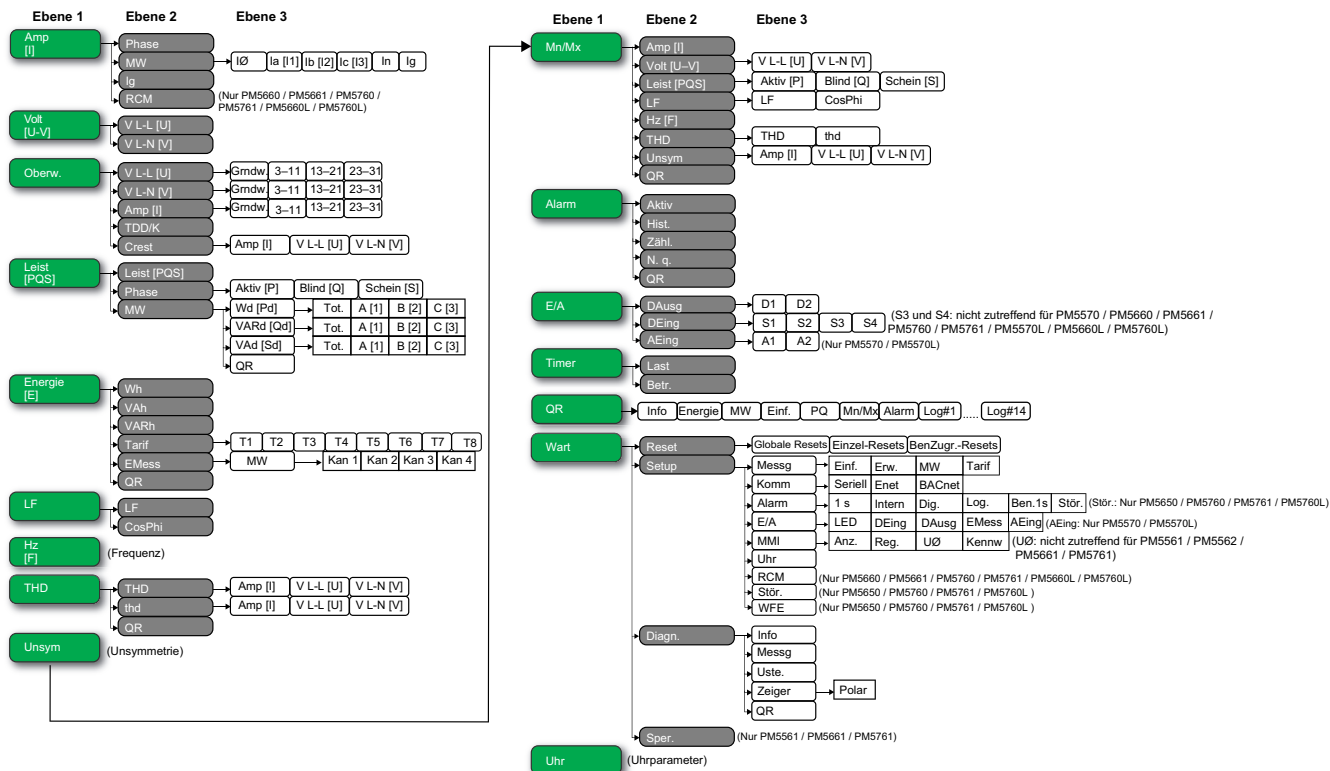 Ebene 1 Ebene 2 Ebene 3
Amp
[I]
Phase
MW
IØ Ia [I1] Ib [I2] Ic [I3] In Ig
Ig
RCM
(Nur PM5660 / PM5661 / PM5760 /
PM5761 / PM5660L / PM5760L)
Volt
[U-V]
V L-L [U]
V L-N [V]
Oberw.
V L-L [U]
Grndw. 3–11 13–21 23–31
V L-N [V]
Grndw. 3–11 13–21 23–31
Amp [I]
Grndw. 3–11 13–21 23–31
TDD/K
Crest
Amp [I] V L-L [U] V L-N [V]
Leist
[PQS]
Leist [PQS]
Phase
Aktiv [P] Blind [Q] Schein [S]
MW
Wd [Pd] Tot. A [1] B [2] C [3]
VARd [Qd] Tot. A [1] B [2] C [3]
VAd [Sd] Tot. A [1] B [2] C [3]
QR
Energie
[E]
Wh
VAh
VARh
Tarif
T1 T2 T3 T4 T5 T6 T7 T8
EMess
MW Kan 1 Kan 2 Kan 3 Kan 4
QR
LF
LF
CosPhi
Hz
[F]
(Frequenz)
THD
THD
Amp [I] V L-L [U] V L-N [V]
thd
Amp [I] V L-L [U] V L-N [V]
QR
Unsym
(Unsymmetrie)
Ebene 1 Ebene 2 Ebene 3
Mn/Mx
Amp [I]
Volt [U–V]
V L-L [U] V L-N [V]
Leist [PQS]
Aktiv [P] Blind [Q] Schein [S]
LF
LF CosPhi
Hz [F]
THD
THD thd
Unsym
Amp [I] V L-L [U] V L-N [V]
QR
Alarm
Aktiv
Hist.
Zähl.
N. q.
QR
E/A
DAusg
D1 D2
DEing
S1 S2 S3 S4
(S3 und S4: nicht zutreffend für PM5570 / PM5660 / PM5661 /
PM5760 / PM5761 / PM5570L / PM5660L / PM5760L)
AEing
A1 A2
(Nur PM5570 / PM5570L)
Timer
Last
Betr.
QR
Info Energie MW Einf. PQ Mn/Mx Alarm Log#1 ..... Log#14
Wart
Reset
Globale Resets Einzel-Resets BenZugr.-Resets
Setup
Messg Einf. Erw. MW Tarif
Komm Seriell Enet BACnet
Alarm 1 s Intern Dig. Log. Ben.1s Stör. (Stör.: Nur PM5650 / PM5760 / PM5761 / PM5760L)
E/A LED DEing DAusg EMess AEing (AEing: Nur PM5570 / PM5570L)
MMI Anz. Reg. UØ Kennw (UØ: nicht zutreffend für PM5561 / PM5562 /
PM5661 / PM5761)
Uhr
RCM (Nur PM5660 / PM5661 / PM5760 / PM5761 / PM5660L / PM5760L)
Stör. (Nur PM5650 / PM5760 / PM5761 / PM5760L )
WFE (Nur PM5650 / PM5760 / PM5761 / PM5760L )
Diagn.
Info
Messg
Uste.
Zeiger Polar
QR
Sper.
(Nur PM5561 / PM5661 / PM5761)
Uhr
(Uhrparameter)